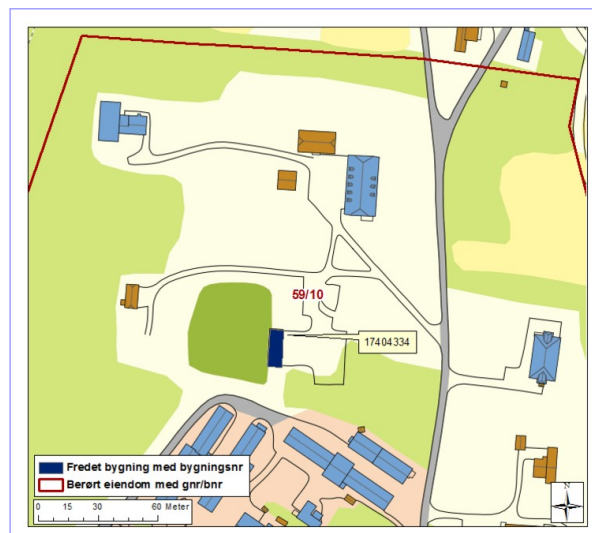 59/10
17404334
Fredet bygning med bygningsnr
Berørt eiendom med gnr/bnr
0 15 30 60 Meter
N